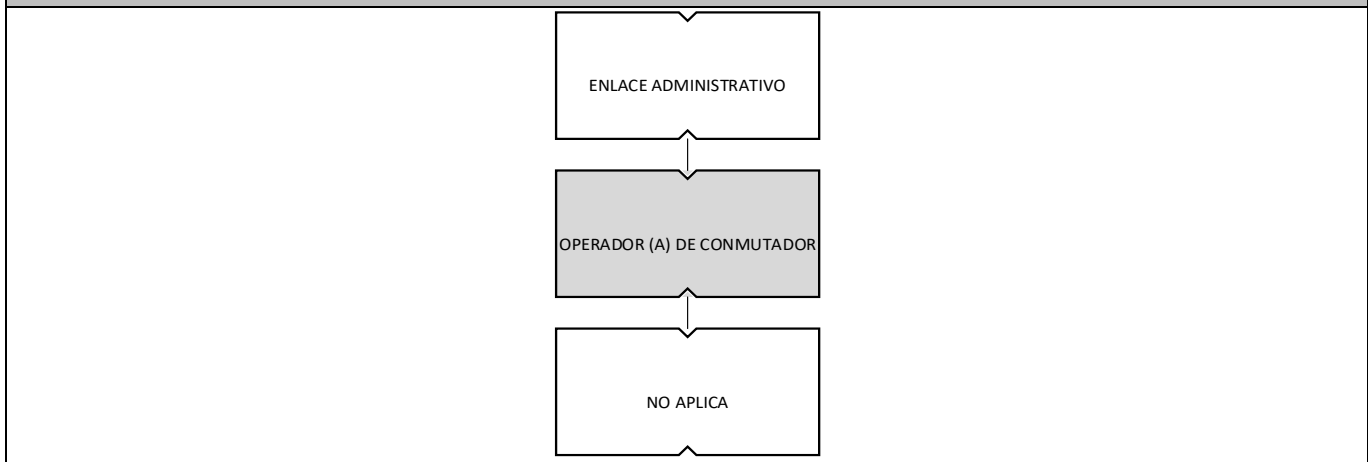 ENLACE ADMINISTRATIVO
OPERADOR (A) DE CONMUTADOR
NO APLICA